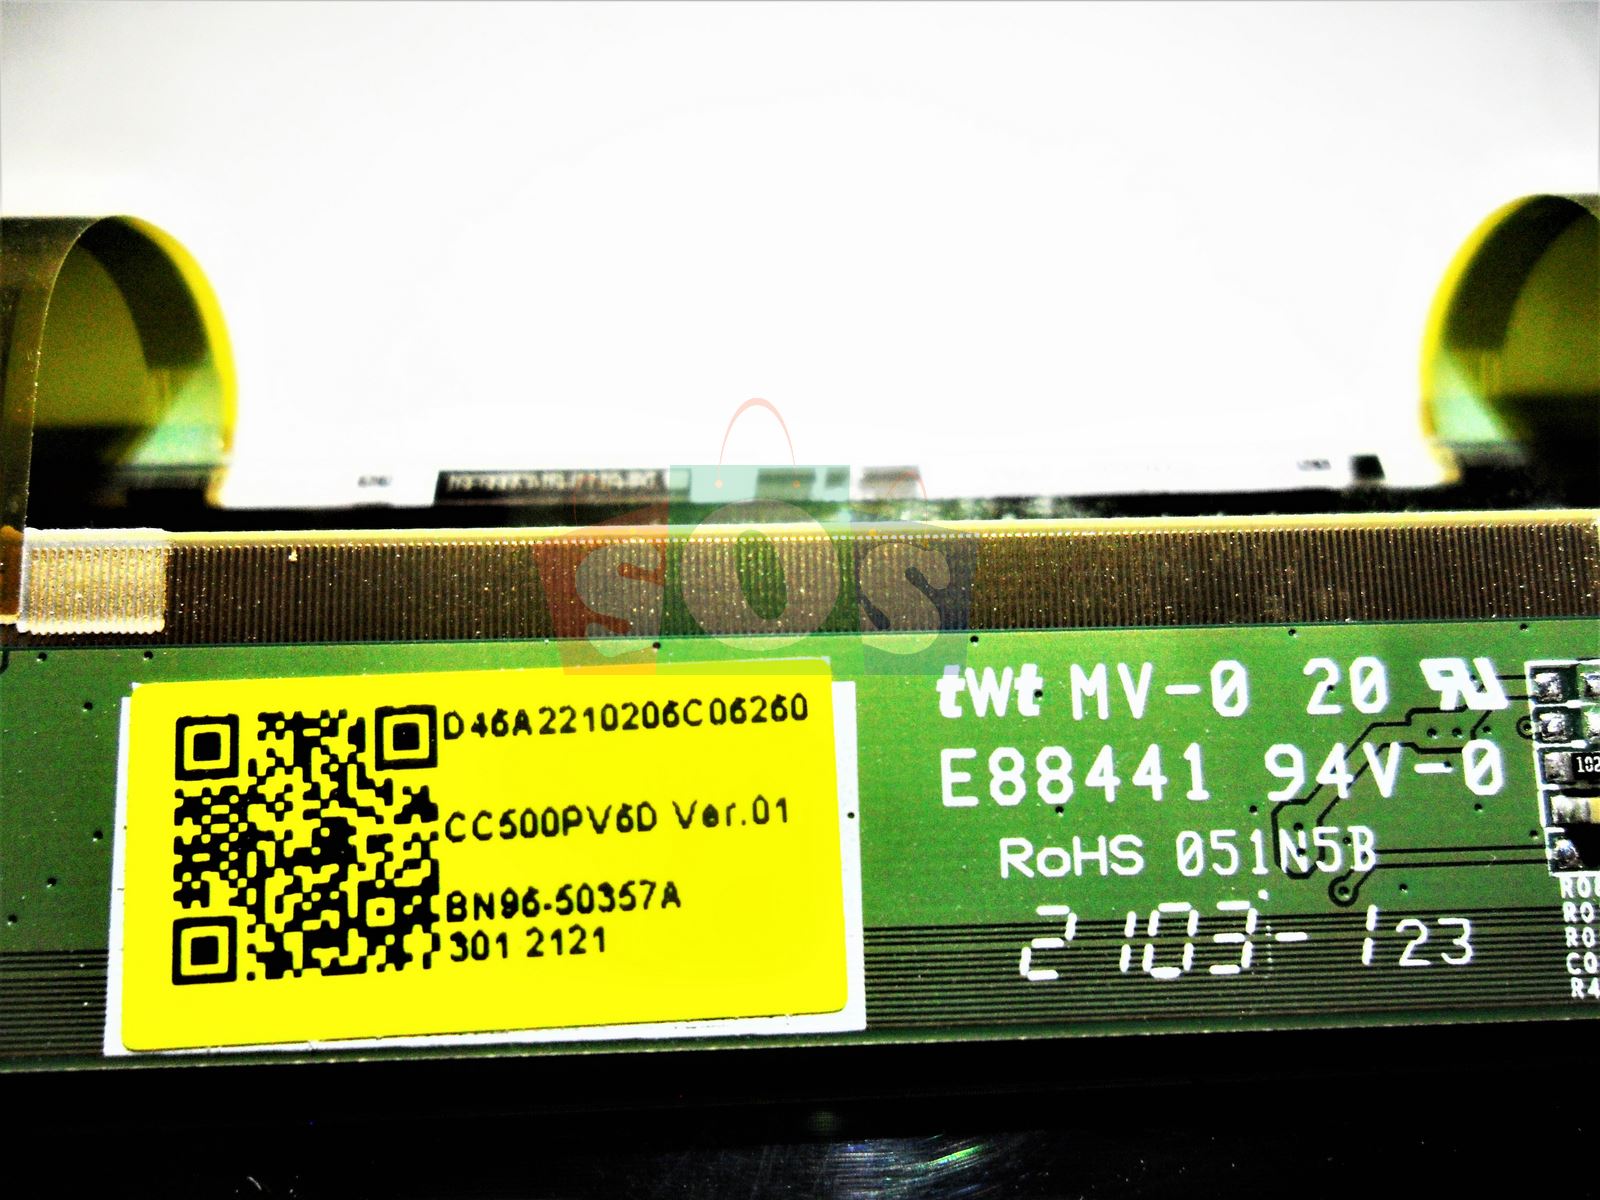 SOS
D46A2210206C06260
CC500PV6D Ver.01
BN96-50357A
301 2121
twt MV-0 20
E88441 94V-0
RoHS 051N5B
2103-123
102